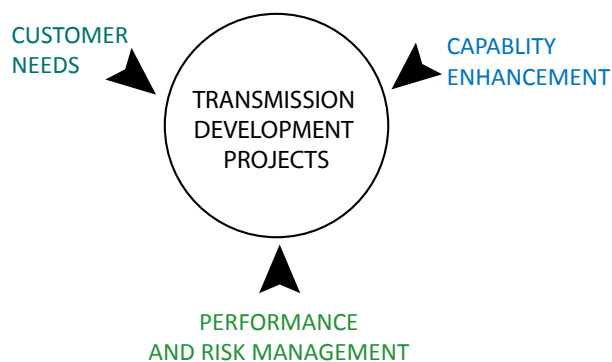 CUSTOMER
NEEDS
CAPABLITY
ENHANCEMENT
TRANSMISSION
DEVELOPMENT
PROJECTS
PERFORMANCE
AND RISK MANAGEMENT